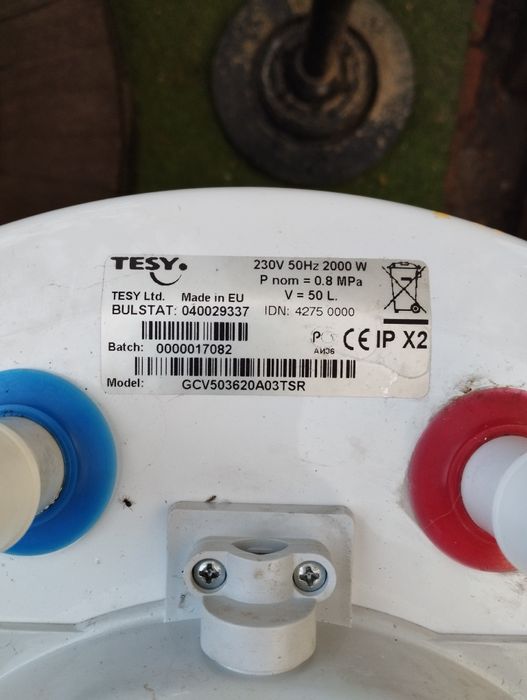 TESY.
230V 50Hz 2000 W
P nom = 0.8 MPa
V = 50 L.
TESY Ltd. Made in EU
BULSTAT: 040029337 IDN: 4275 0000
Batch: 0000017082
АИ36
CE IP X2
Model: GCV503620A03TSR